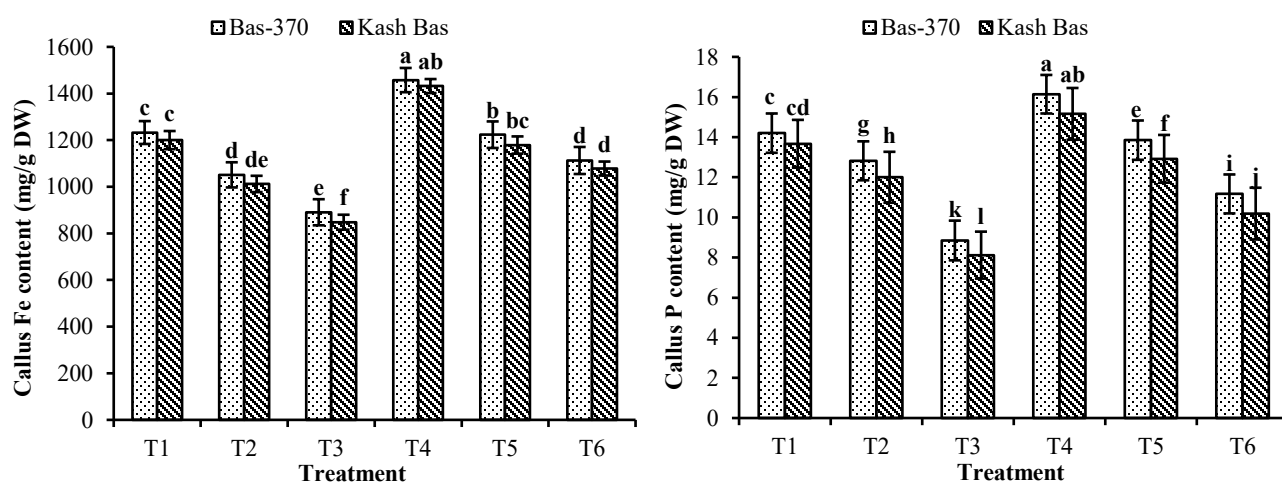 Bas-370 Kash Bas
Callus Fe content (mg/g DW)
1600
1400
1200
1000
800
600
400
200
0
c c d de e f a ab b bc d d
T1 T2 T3 T4 T5 T6
Treatment
Bas-370 Kash Bas
Callus P content (mg/g DW)
18
16
14
12
10
8
6
4
2
0
c cd g h k l a ab e f i j
T1 T2 T3 T4 T5 T6
Treatment